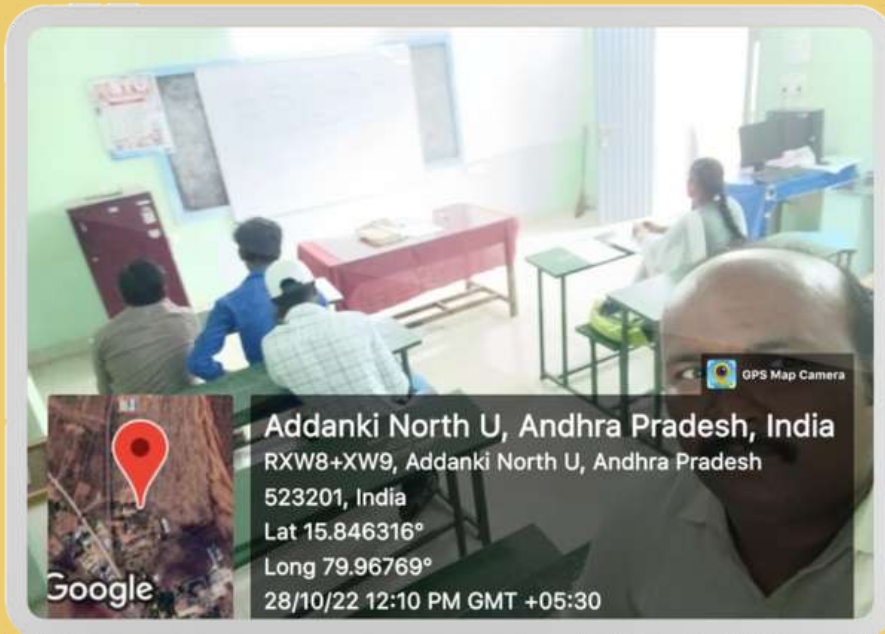 GPS Map Camera
Addanki North U, Andhra Pradesh, India
RXW8+XW9, Addanki North U, Andhra Pradesh
523201, India
Lat 15.846316°
Long 79.96769°
28/10/22 12:10 PM GMT +05:30
Google